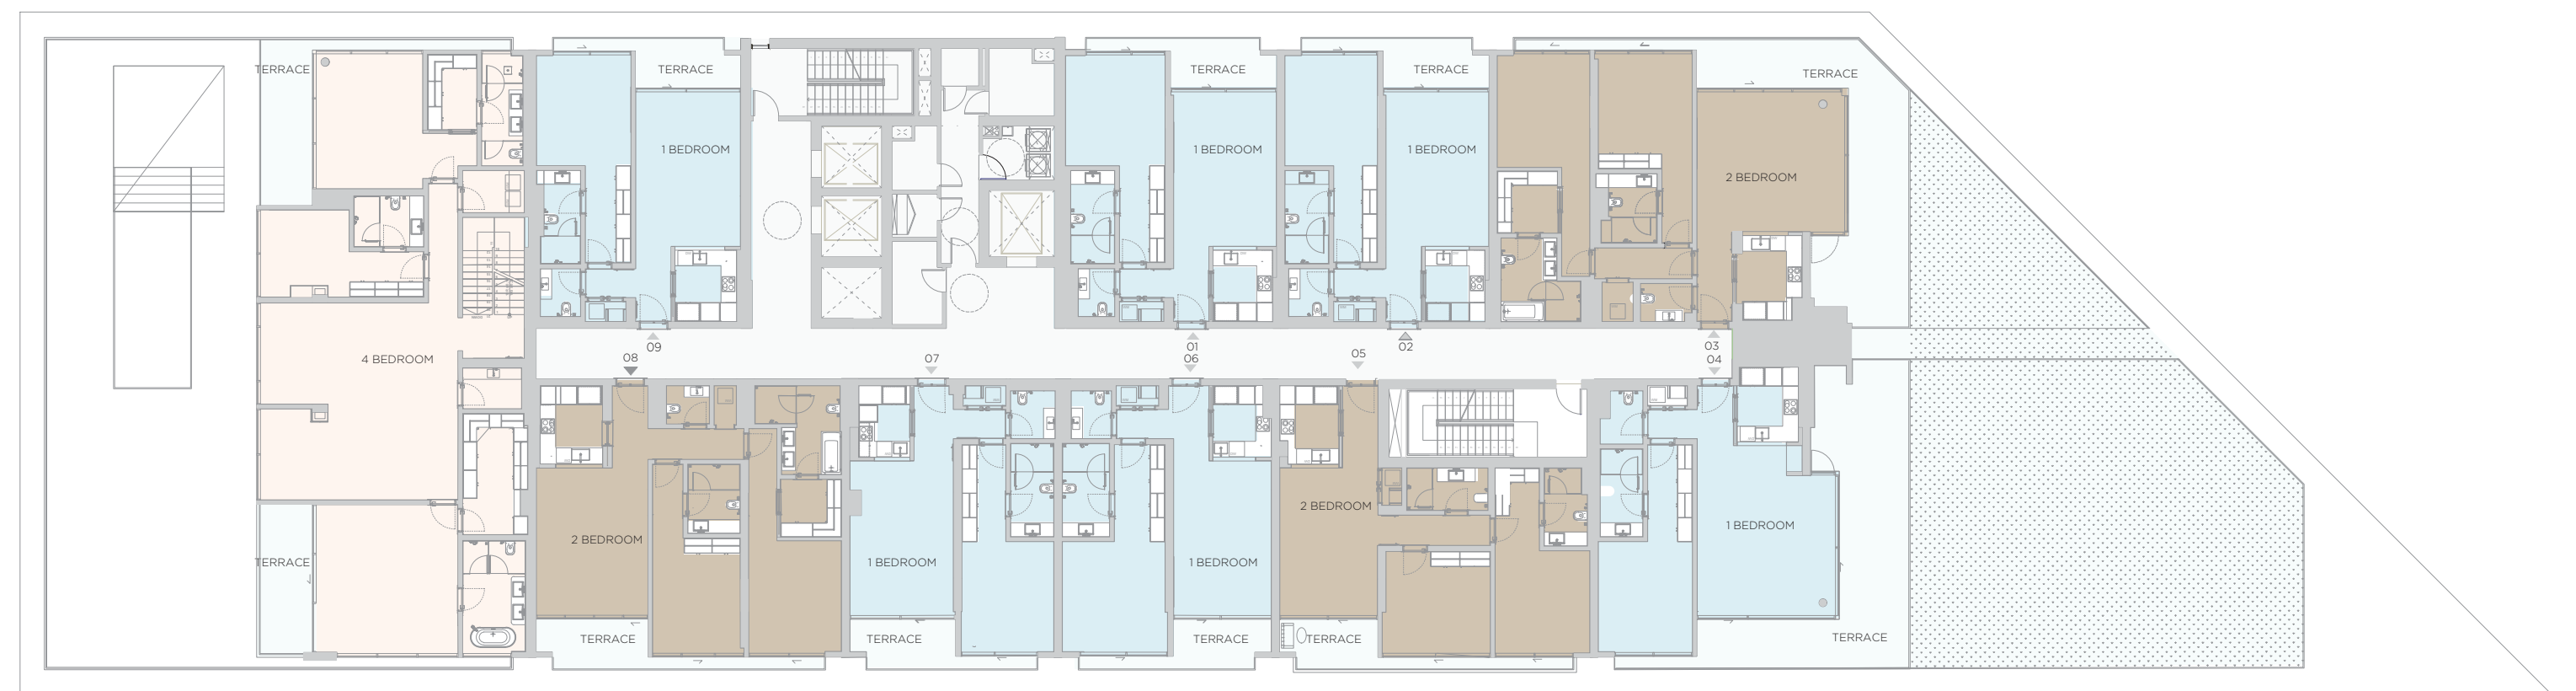 TERRACE
TERRACE
TERRACE
TERRACE
TERRACE
1 BEDROOM
1 BEDROOM
1 BEDROOM
2 BEDROOM
4 BEDROOM
09
01
02
03
08
07
06
05
04
2 BEDROOM
1 BEDROOM
1 BEDROOM
2 BEDROOM
1 BEDROOM
TERRACE
TERRACE
TERRACE
TERRACE
TERRACE
TERRACE